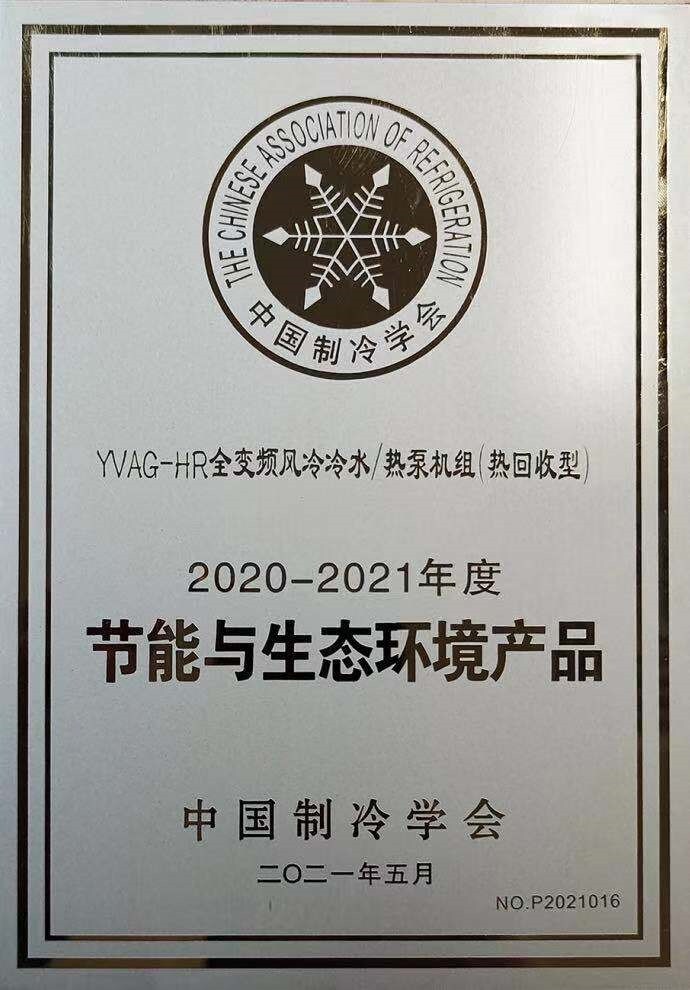 THE CHINESE ASSOCIATION OF REFRIGERATION
中国制冷学会
YVAG-HR全变频风冷冷水/热泵机组(热回收型)
2020-2021年度
节能与生态环境产品
中国制冷学会
二〇二一年五月
NO.P2021016